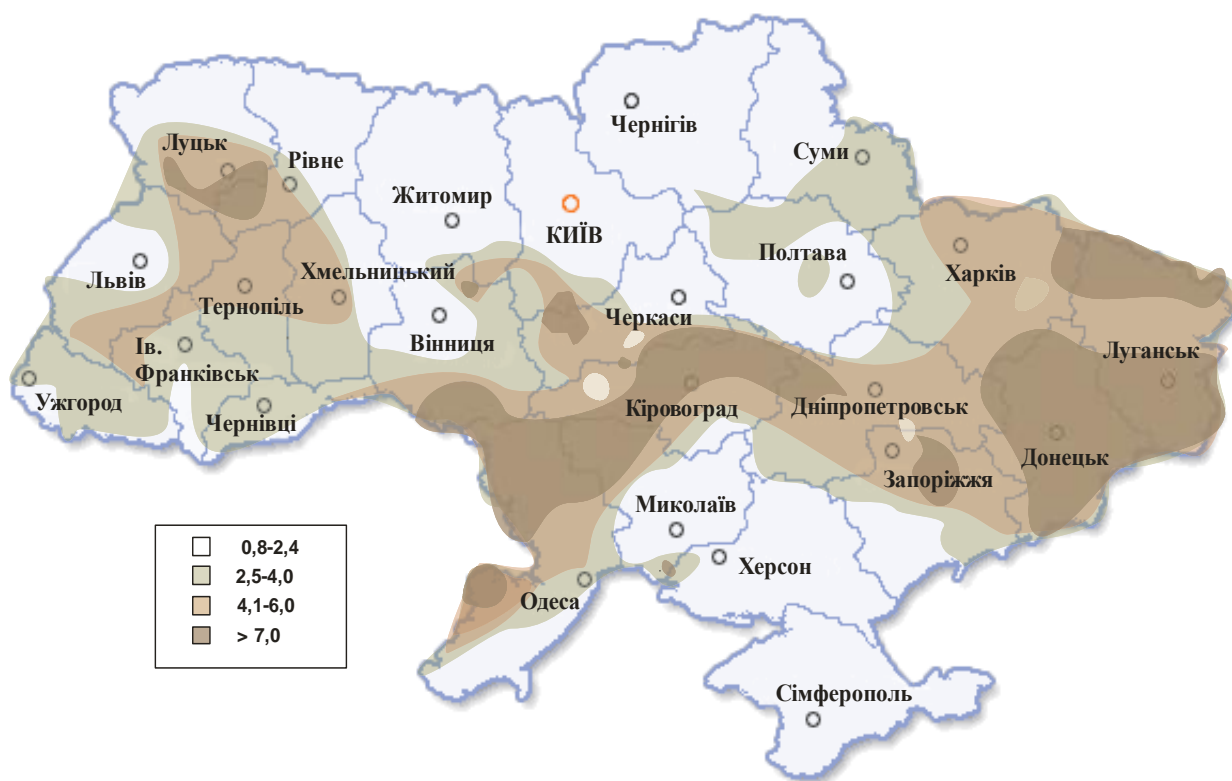 Чернігів
Луцьк
Рівне
Суми
Житомир
КИЇВ
Полтава
Харків
Львів
Хмельницький
Тернопіль
Черкаси
Вінниця
Луганськ
Ів.
Франківськ
Ужгород
Чернівці
Кіровоград
Дніпропетровськ
Донецьк
Запоріжжя
Миколаїв
Херсон
Одеса
0,8-2,4
2,5-4,0
4,1-6,0
> 7,0
Сімферополь